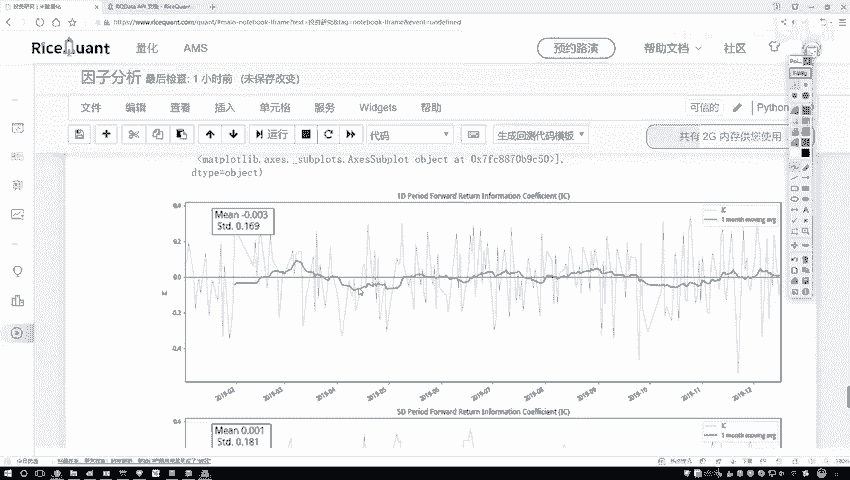 RQData API 文档 - RiceQuant
https://www.ricequant.com/quant/#main-notebook-iframe?text=投资研究&tag=notebook-iframe&event=undefined
RiceQuant
量化
AMS
预约路演
帮助文档
社区
因子分析
最后检查: 1 小时前 (未保存改变)
文件
编辑
查看
插入
单元格
服务
Widgets
帮助
可信的
Python
运行
代码
生成回测代码模板
共有 2G 内存供您使用
<matplotlib.axes._subplots.AxesSubplot object at 0x7fc8870b9c50>],
dtype=object)
1D Period Forward Return Information Coefficient (IC)
Mean -0.003
Std. 0.169
IC
1 month moving avg
0.2
0.0
0.2
0.4
IC
2019-02
2019-03
2019-04
2019-05
2019-06
2019-07
2019-08
2019-09
2019-10
2019-11
2019-12
5D Period Forward Return Information Coefficient (IC)
Mean 0.001
Std. 0.181
IC
1 month moving avg